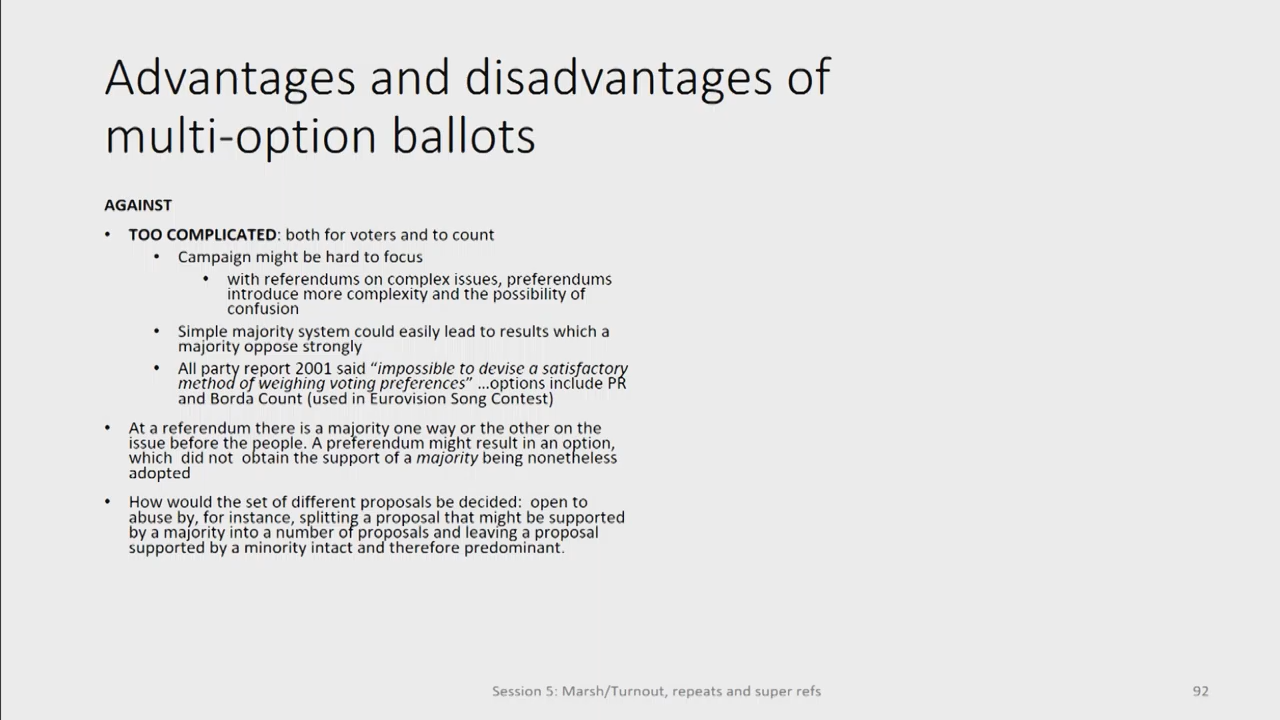 Advantages and disadvantages of
multi-option ballots
AGAINST
• TOO COMPLICATED: both for voters and to count
• Campaign might be hard to focus
• with referendums on complex issues, preferendums
introduce more complexity and the possibility of
confusion
• Simple majority system could easily lead to results which a
majority oppose strongly
• All party report 2001 said “impossible to devise a satisfactory
method of weighing voting preferences” …options include PR
and Borda Count (used in Eurovision Song Contest)
• At a referendum there is a majority one way or the other on the
issue before the people. A preferendum might result in an option,
which did not obtain the support of a majority being nonetheless
adopted
• How would the set of different proposals be decided: open to
abuse by, for instance, splitting a proposal that might be supported
by a majority into a number of proposals and leaving a proposal
supported by a minority intact and therefore predominant.
Session 5: Marsh/Turnout, repeats and super refs
92